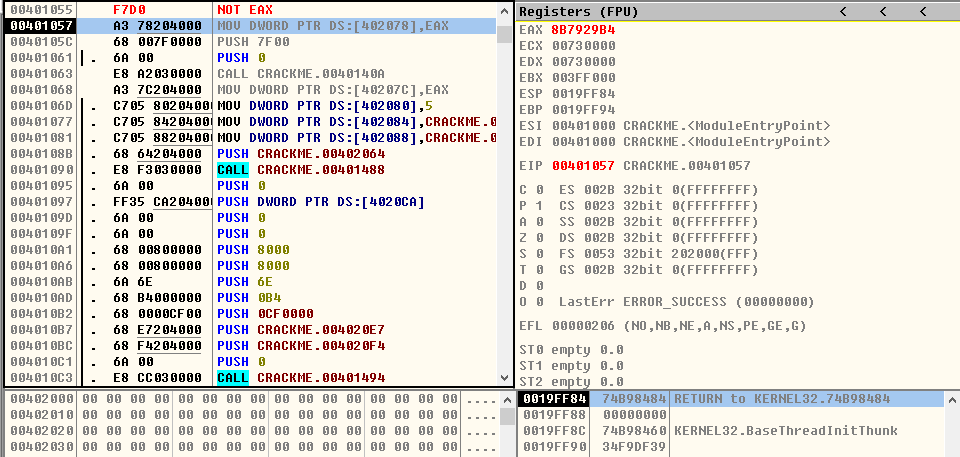 00401055 F7D0 NOT EAX
00401057 A3 78204000 MOV DWORD PTR DS:[402078],EAX
0040105C 68 007F0000 PUSH 7F00
00401061 . 6A 00 PUSH 0
00401063 E8 A2030000 CALL CRACKME.0040140A
00401068 A3 7C204000 MOV DWORD PTR DS:[40207C],EAX
0040106D . C705 80204000 MOV DWORD PTR DS:[402080],5
00401077 . C705 84204000 MOV DWORD PTR DS:[402084],CRACKME.0
00401081 . C705 88204000 MOV DWORD PTR DS:[402088],CRACKME.0
0040108B . 68 64204000 PUSH CRACKME.00402064
00401090 . E8 F3030000 CALL CRACKME.00401488
00401095 . 6A 00 PUSH 0
00401097 . FF35 CA204000 PUSH DWORD PTR DS:[4020CA]
0040109D . 6A 00 PUSH 0
0040109F . 6A 00 PUSH 0
004010A1 . 68 00800000 PUSH 8000
004010A6 . 68 00800000 PUSH 8000
004010AB . 6A 6E PUSH 6E
004010AD . 68 B4000000 PUSH 0B4
004010B2 . 68 0000CF00 PUSH 0CF0000
004010B7 . 68 E7204000 PUSH CRACKME.004020E7
004010BC . 68 F4204000 PUSH CRACKME.004020F4
004010C1 . 6A 00 PUSH 0
004010C3 . E8 CC030000 CALL CRACKME.00401494
Registers (FPU) < < <
EAX 8B7929B4
ECX 00730000
EDX 00730000
EBX 003FF000
ESP 0019FF84
EBP 0019FF94
ESI 00401000 CRACKME.<ModuleEntryPoint>
EDI 00401000 CRACKME.<ModuleEntryPoint>
EIP 00401057 CRACKME.00401057
C 0 ES 002B 32bit 0(FFFFFFFF)
P 1 CS 0023 32bit 0(FFFFFFFF)
A 0 SS 002B 32bit 0(FFFFFFFF)
Z 0 DS 002B 32bit 0(FFFFFFFF)
S 0 FS 0053 32bit 202000(FFF)
T 0 GS 002B 32bit 0(FFFFFFFF)
D 0
O 0 LastErr ERROR_SUCCESS (00000000)
EFL 00000206 (NO,NB,NE,A,NS,PE,GE,G)
ST0 empty 0.0
ST1 empty 0.0
ST2 empty 0.0
00402000 00 00 00 00 00 00 00 00 00 00 00 00 00 00 00 00 ....
00402010 00 00 00 00 00 00 00 00 00 00 00 00 00 00 00 00 ....
00402020 00 00 00 00 00 00 00 00 00 00 00 00 00 00 00 00 ....
00402030 00 00 00 00 00 00 00 00 00 00 00 00 00 00 00 00 ....
0019FF84 74B98484 RETURN to KERNEL32.74B98484
0019FF88 00000000
0019FF8C 74B98460 KERNEL32.BaseThreadInitThunk
0019FF90 34F9DF39